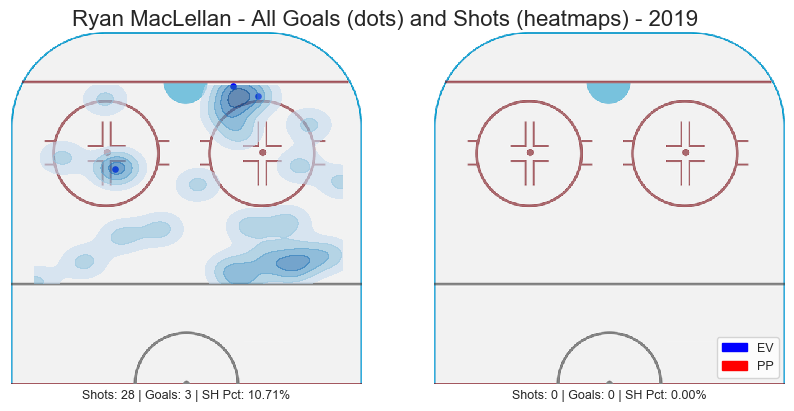 Ryan MacLellan - All Goals (dots) and Shots (heatmaps) - 2019
EV
PP
Shots: 28 | Goals: 3 | SH Pct: 10.71%
Shots: 0 | Goals: 0 | SH Pct: 0.00%